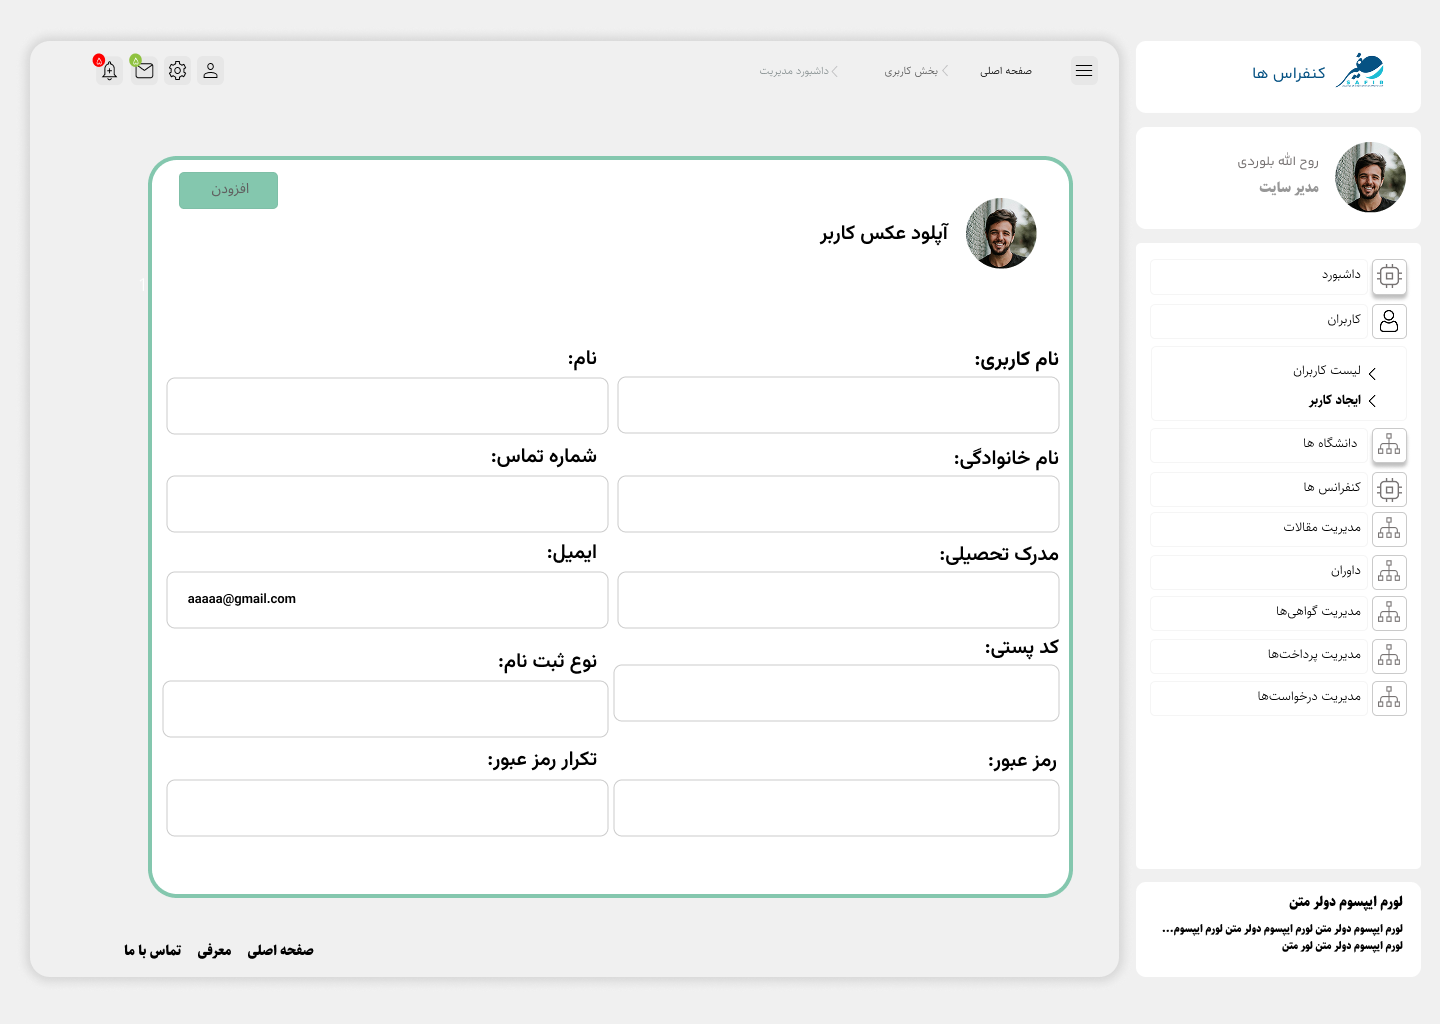 کنفراس ها
SAFIR
روح الله بلوردی
مدیر سایت
داشبورد
کاربران
لیست کاربران
ایجاد کاربر
دانشگاه ها
کنفرانس ها
مدیریت مقالات
داوران
مدیریت گواهی‌ها
مدیریت پرداخت‌ها
مدیریت درخواست‌ها
لورم ایپسوم دولر متن
لورم ایپسوم دولر متن لورم ایپسوم دولر متن لورم ایپسوم...
لورم ایپسوم دولر متن لور متن
صفحه اصلی
بخش کاربری
داشبورد مدیریت
۵
۵
افزودن
آپلود عکس کاربر
1
نام کاربری:
نام:
نام خانوادگی:
شماره تماس:
مدرک تحصیلی:
ایمیل:
aaaaa@gmail.com
کد پستی:
نوع ثبت نام:
رمز عبور:
تکرار رمز عبور:
صفحه اصلی
معرفی
تماس با ما